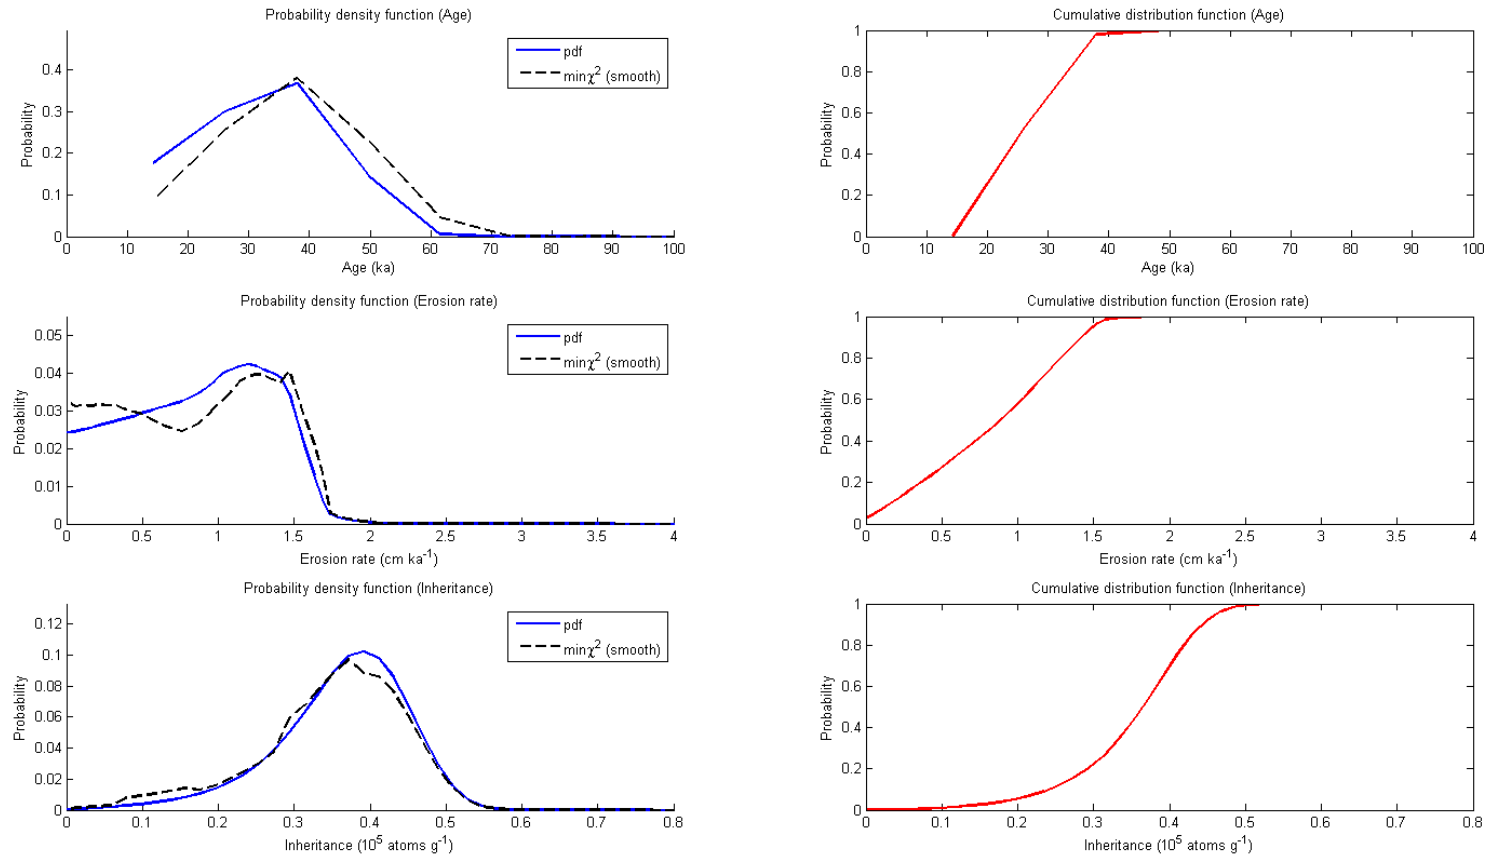 Probability density function (Age)
pdf
minχ² (smooth)
0.4
0.3
0.2
0.1
0
Probability
0 10 20 30 40 50 60 70 80 90 100
Age (ka)
Cumulative distribution function (Age)
1
0.8
0.6
0.4
0.2
0
Probability
0 10 20 30 40 50 60 70 80 90 100
Age (ka)
Probability density function (Erosion rate)
pdf
minχ² (smooth)
0.05
0.04
0.03
0.02
0.01
0
Probability
0 0.5 1 1.5 2 2.5 3 3.5 4
Erosion rate (cm ka⁻¹)
Cumulative distribution function (Erosion rate)
1
0.8
0.6
0.4
0.2
0
Probability
0 0.5 1 1.5 2 2.5 3 3.5 4
Erosion rate (cm ka⁻¹)
Probability density function (Inheritance)
pdf
minχ² (smooth)
0.12
0.1
0.08
0.06
0.04
0.02
0
Probability
0 0.1 0.2 0.3 0.4 0.5 0.6 0.7 0.8
Inheritance (10⁵ atoms g⁻¹)
Cumulative distribution function (Inheritance)
1
0.8
0.6
0.4
0.2
0
Probability
0 0.1 0.2 0.3 0.4 0.5 0.6 0.7 0.8
Inheritance (10⁵ atoms g⁻¹)